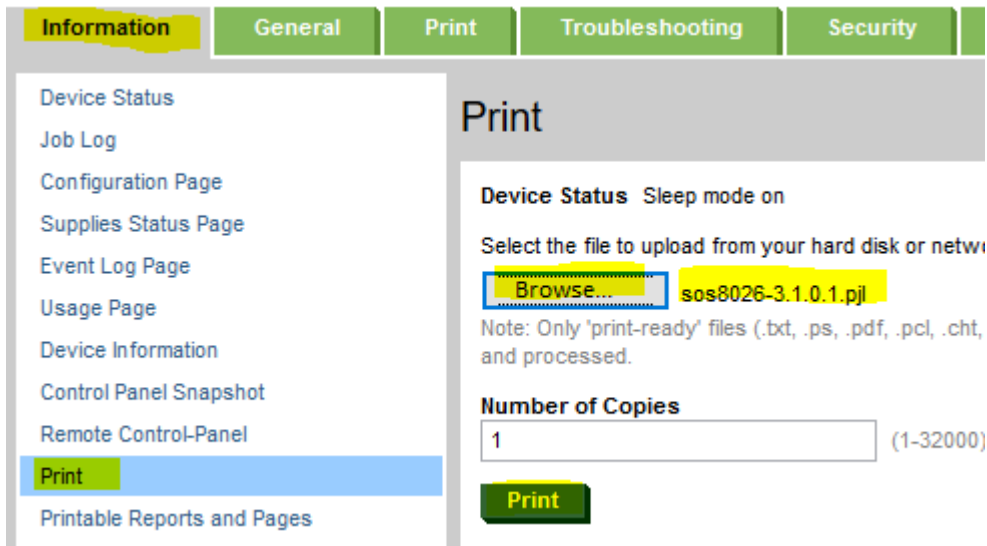 Information General Print Troubleshooting Security
Device Status
Job Log
Configuration Page
Supplies Status Page
Event Log Page
Usage Page
Device Information
Control Panel Snapshot
Remote Control-Panel
Print
Printable Reports and Pages
Print
Device Status Sleep mode on
Select the file to upload from your hard disk or netw
Browse... sos8026-3.1.0.1.pjl
Note: Only 'print-ready' files (.txt, .ps, .pdf, .pcl, .cht,
and processed.
Number of Copies
1 (1-32000)
Print